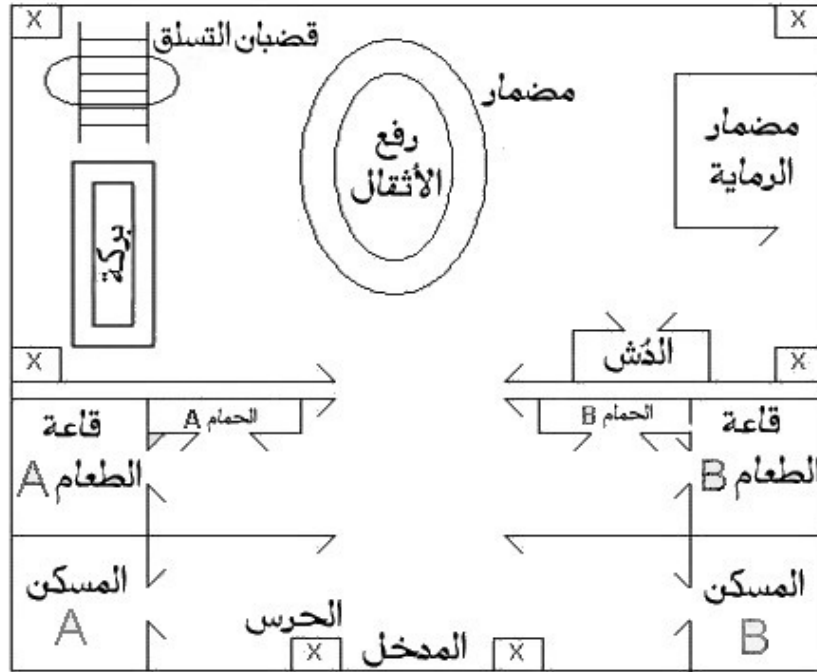 X
X
قضبان التسلق
مضمار
رفع
الأثقال
مضمار
الرماية
بركة
X
الدُش
X
قاعة
الطعام A
الحمام A
الحمام B
قاعة
الطعام B
المسكن
A
الحرس
X
المدخل
X
المسكن
B